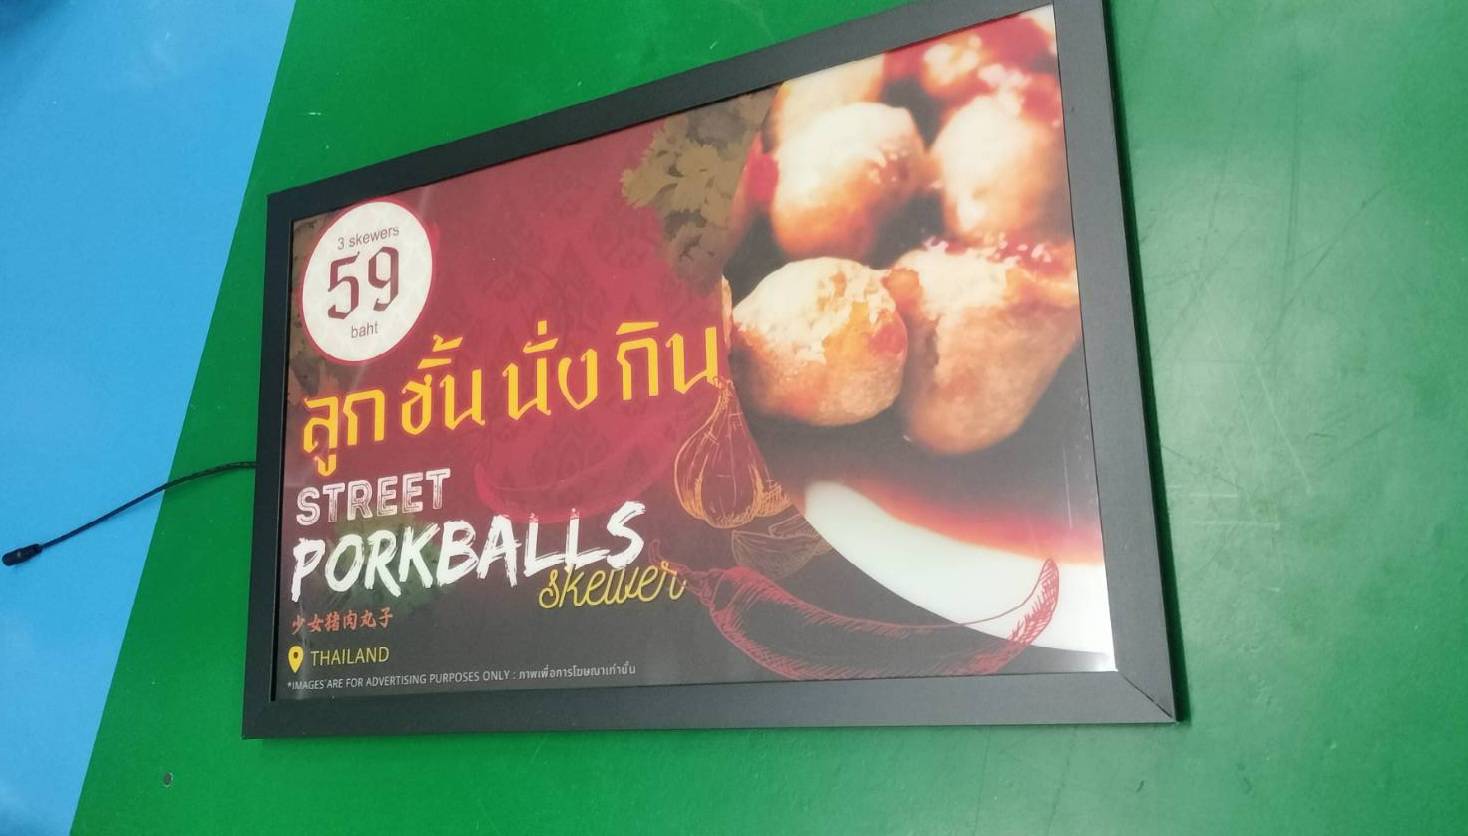 3 skewers
59
baht
ลูกชิ้นนั่งกิน
STREET
PORKBALLS
skewer
少女猪肉丸子
THAILAND
*IMAGES ARE FOR ADVERTISING PURPOSES ONLY : ภาพเพื่อการโฆษณาเท่านั้น